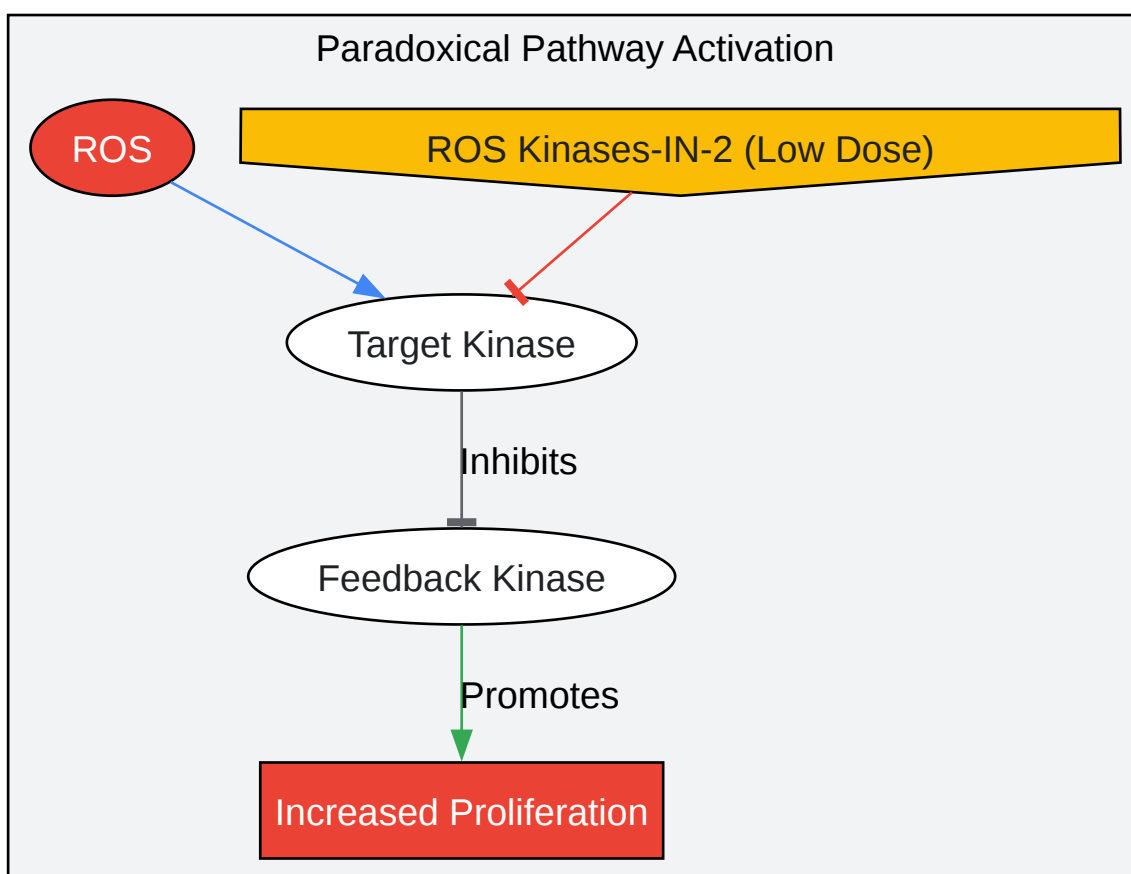 Paradoxical Pathway Activation
ROS
ROS Kinases-IN-2 (Low Dose)
Target Kinase
Inhibits
Feedback Kinase
Promotes
Increased Proliferation